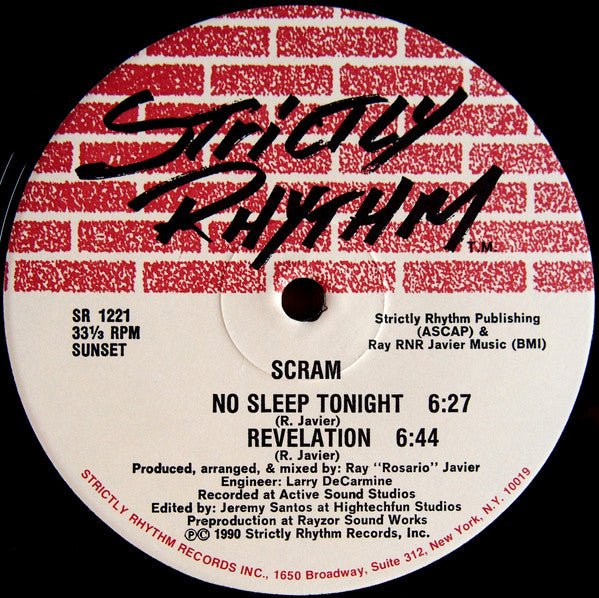 STRICTLY
RHYTHM
T.M.
SR 1221
33⅓ RPM
SUNSET
Strictly Rhythm Publishing
(ASCAP) &
Ray RNR Javier Music (BMI)
SCRAM
NO SLEEP TONIGHT 6:27
(R. Javier)
REVELATION 6:44
(R. Javier)
Produced, arranged, & mixed by: Ray "Rosario" Javier
Engineer: Larry DeCarmine
Recorded at Active Sound Studios
Edited by: Jeremy Santos at Hightechfun Studios
Preproduction at Rayzor Sound Works
℗© 1990 Strictly Rhythm Records, Inc.
STRICTLY RHYTHM RECORDS INC., 1650 Broadway, Suite 312, New York, N.Y. 10019